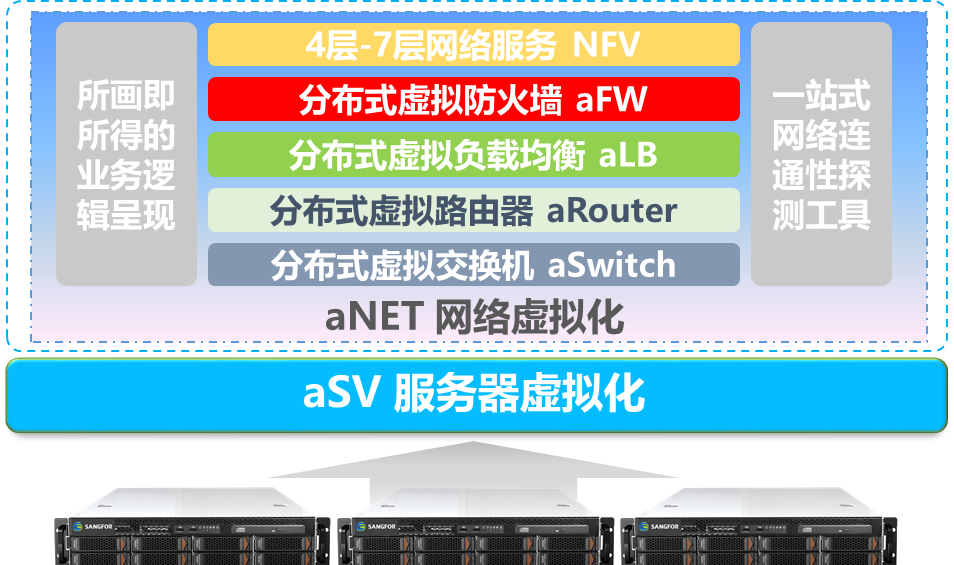 所画即
所得的
业务逻
辑呈现
4层-7层网络服务 NFV
分布式虚拟防火墙 aFW
分布式虚拟负载均衡 aLB
分布式虚拟路由器 aRouter
分布式虚拟交换机 aSwitch
一站式
网络连
通性探
测工具
aNET 网络虚拟化
aSV 服务器虚拟化
SANGFOR
SANGFOR
SANGFOR